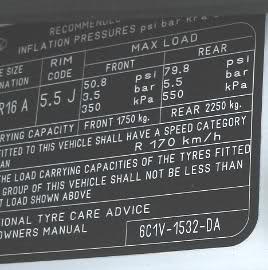 RECOMMENDED
INFLATION PRESSURES psi bar kPa
MAX LOAD
SIZE RIM FRONT REAR
NATION CODE
50.8 psi 79.8 psi
R16 A 5.5 J 3.5 bar 5.5 bar
350 kPa 550 kPa
FRONT 1750 kg. REAR 2250 kg.
CARRYING CAPACITY
FITTED TO THIS VEHICLE SHALL HAVE A SPEED CATEGORY
R 170 km/h
THE LOAD CARRYING CAPACITIES OF THE TYRES FITTED
GROUP OF THIS VEHICLE SHALL NOT BE LESS THAN
LOAD SHOWN ABOVE
IONAL TYRE CARE ADVICE
OWNERS MANUAL 6C1V-1532-DA